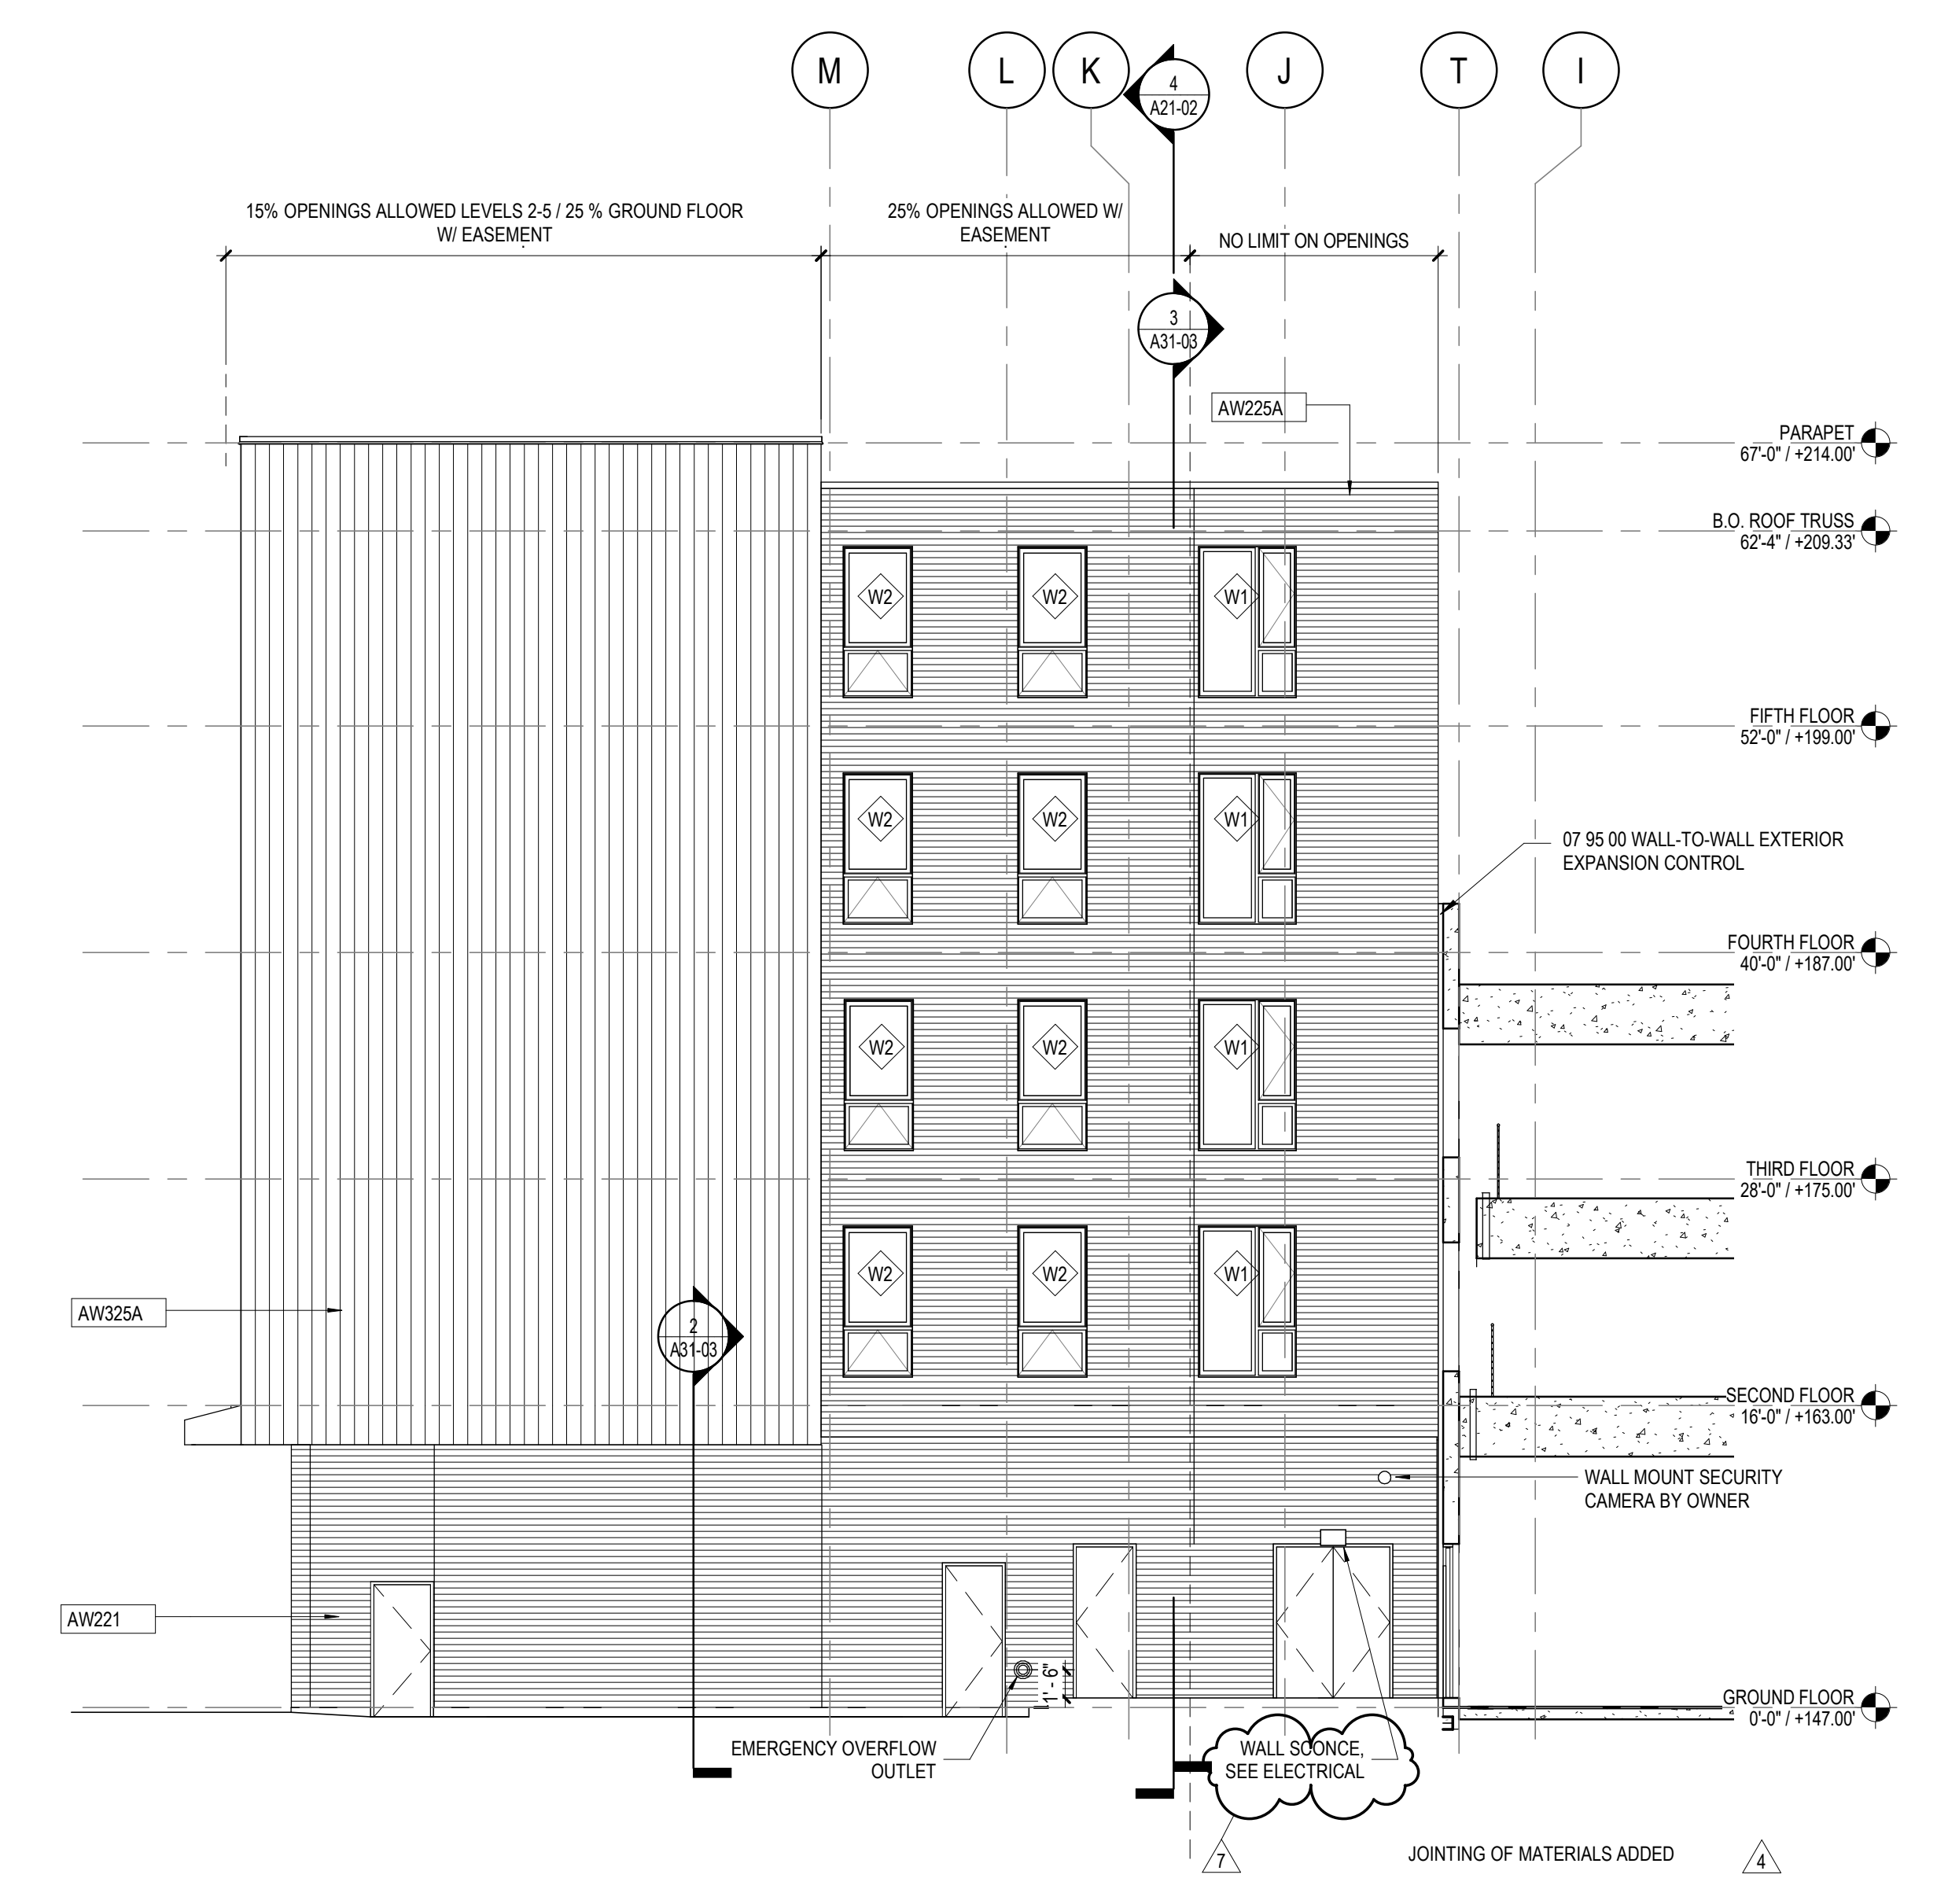 M
L
K
J
T
I
4
A21-02
15% OPENINGS ALLOWED LEVELS 2-5 / 25 % GROUND FLOOR
W/ EASEMENT
25% OPENINGS ALLOWED W/
EASEMENT
NO LIMIT ON OPENINGS
3
A31-03
AW225A
PARAPET
67'-0" / +214.00'
B.O. ROOF TRUSS
62'-4" / +209.33'
W2
W2
W1
FIFTH FLOOR
52'-0" / +199.00'
W2
W2
W1
07 95 00 WALL-TO-WALL EXTERIOR
EXPANSION CONTROL
FOURTH FLOOR
40'-0" / +187.00'
W2
W2
W1
THIRD FLOOR
28'-0" / +175.00'
W2
W2
W1
AW325A
2
A31-03
SECOND FLOOR
16'-0" / +163.00'
WALL MOUNT SECURITY
CAMERA BY OWNER
AW221
1' - 6"
GROUND FLOOR
0'-0" / +147.00'
EMERGENCY OVERFLOW
OUTLET
WALL SCONCE,
SEE ELECTRICAL
7
JOINTING OF MATERIALS ADDED
4